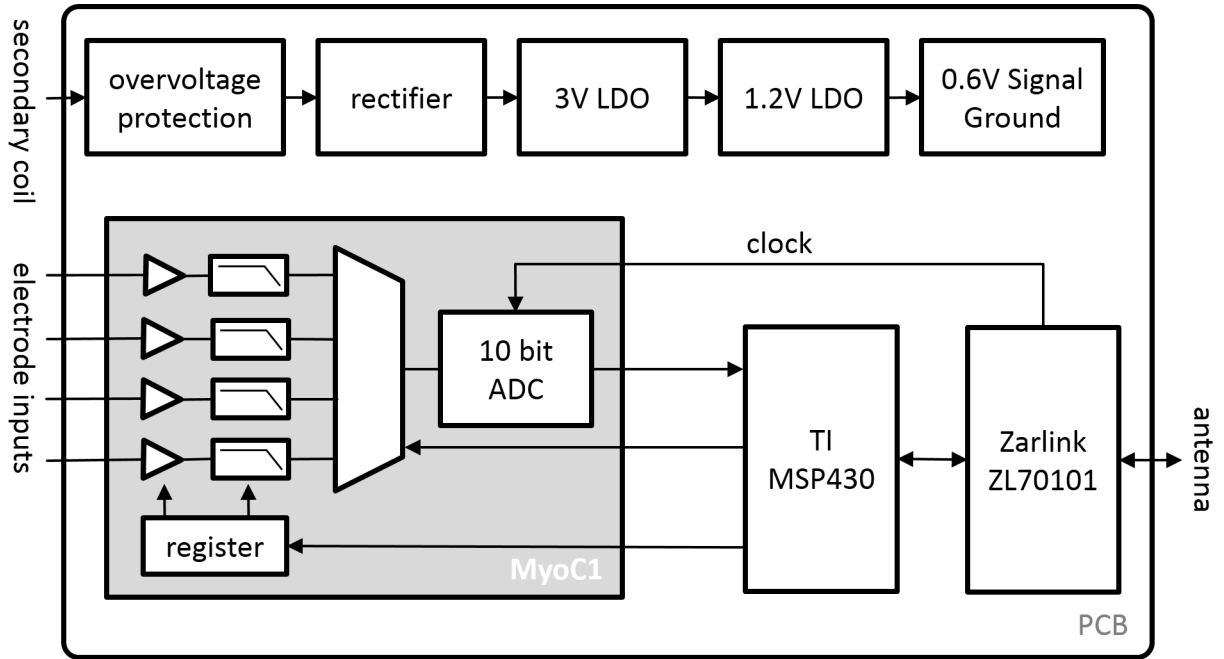 secondary coil
overvoltage
protection
rectifier
3V LDO
1.2V LDO
0.6V Signal
Ground
electrode inputs
clock
10 bit
ADC
TI
MSP430
Zarlink
ZL70101
antenna
register
MyoC1
PCB